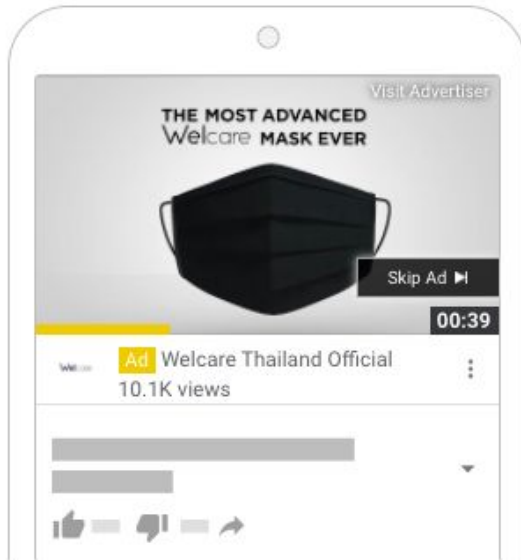 Visit Advertiser
THE MOST ADVANCED
Welcare MASK EVER
Skip Ad
00:39
Welcare
Ad Welcare Thailand Official
10.1K views